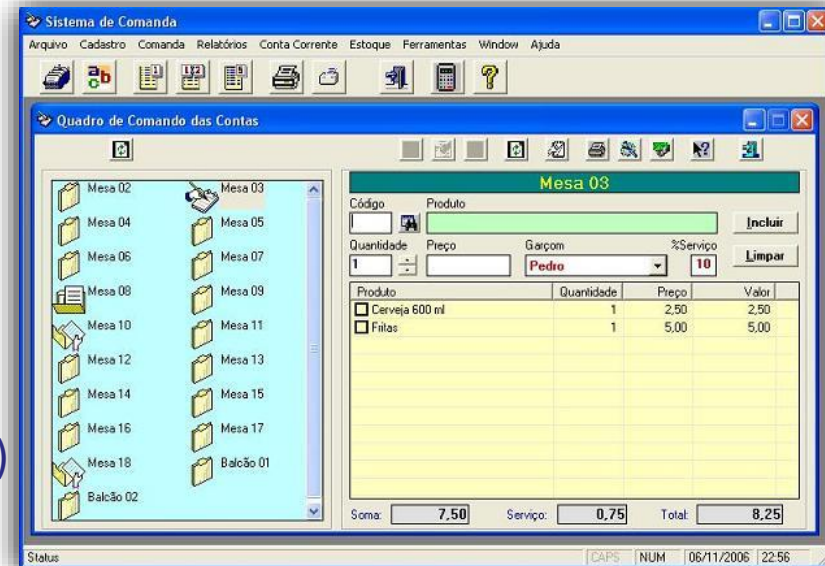 Sistema de Comanda
Arquivo Cadastro Comanda Relatórios Conta Corrente Estoque Ferramentas Window Ajuda
Quadro de Comando das Contas
Mesa 02 Mesa 03
Mesa 04 Mesa 05
Mesa 06 Mesa 07
Mesa 08 Mesa 09
Mesa 10 Mesa 11
Mesa 12 Mesa 13
Mesa 14 Mesa 15
Mesa 16 Mesa 17
Mesa 18 Balcão 01
Balcão 02
Mesa 03
Código Produto
Incluir
Quantidade Preço Garçom %Serviço
1 Pedro 10 Limpar
Produto Quantidade Preço Valor
Cerveja 600 ml 1 2,50 2,50
Fritas 1 5,00 5,00
Soma: 7,50 Serviço: 0,75 Total: 8,25
Status CAPS NUM 06/11/2006 22:56
)